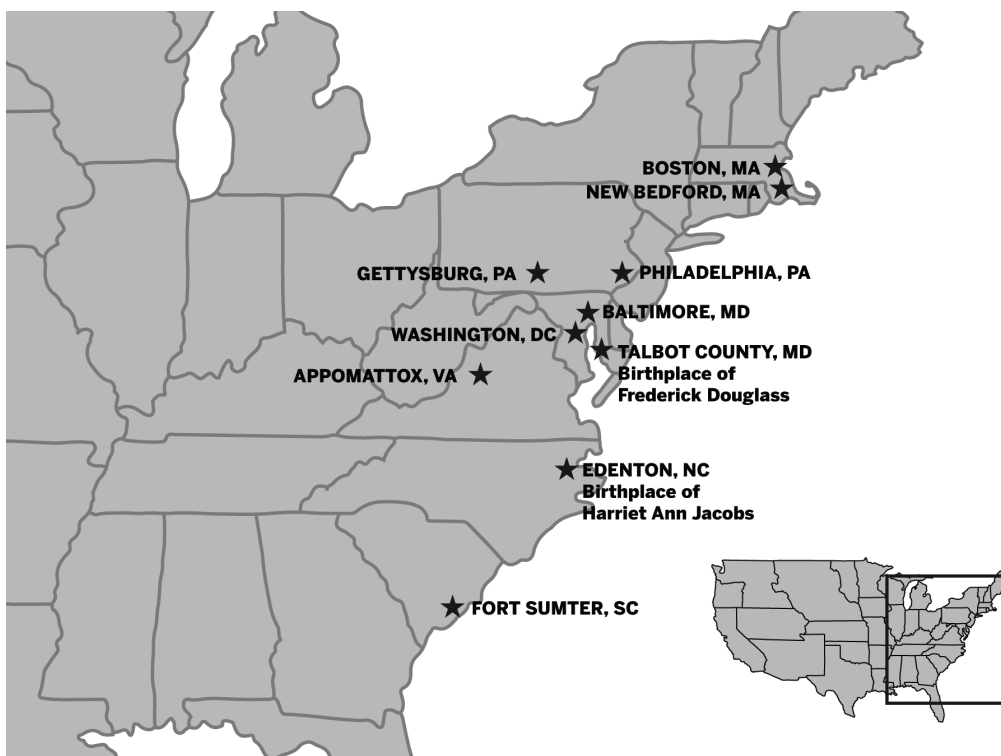 BOSTON, MA
NEW BEDFORD, MA
GETTYSBURG, PA
PHILADELPHIA, PA
BALTIMORE, MD
WASHINGTON, DC
TALBOT COUNTY, MD
Birthplace of
Frederick Douglass
APPOMATTOX, VA
EDENTON, NC
Birthplace of
Harriet Ann Jacobs
FORT SUMTER, SC